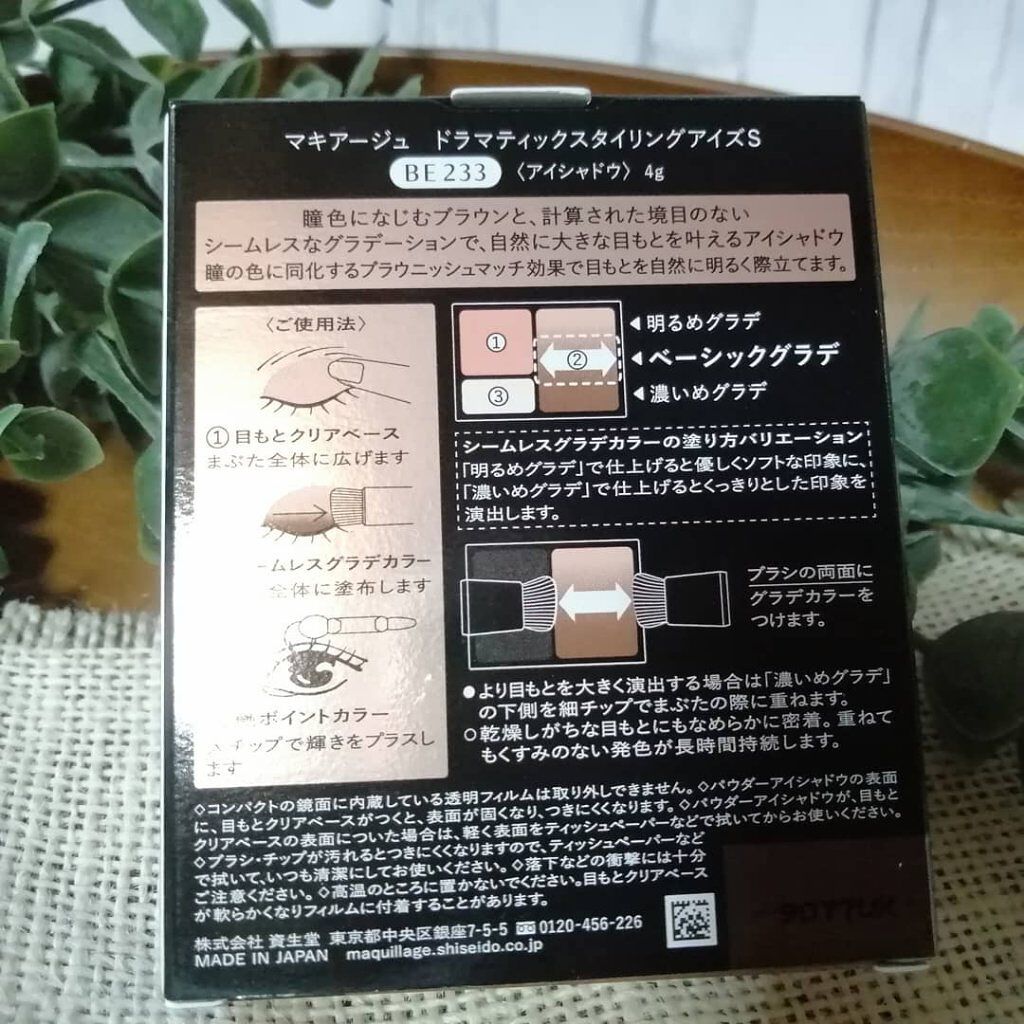 マキアージュ ドラマティックスタイリングアイズS
BE 233 〈アイシャドウ〉 4g
瞳色になじむブラウンと、計算された境目のない
シームレスなグラデーションで、自然に大きな目もとを叶えるアイシャドウ
瞳の色に同化するブラウニッシュマッチ効果で目もとを自然に明るく際立てます。
〈ご使用法〉
①目もとクリアベース
まぶた全体に広げます
ームレスグラデカラー
全体に塗布します
ポイントカラー
チップで輝きをプラスし
ます
①
②
③
◀明るめグラデ
◀ベーシックグラデ
◀濃いめグラデ
シームレスグラデカラーの塗り方バリエーション
「明るめグラデ」で仕上げると優しくソフトな印象に、
「濃いめグラデ」で仕上げるとくっきりとした印象を
演出します。
ブラシの両面に
グラデカラーを
つけます。
●より目もとを大きく演出する場合は「濃いめグラデ」
の下側を細チップでまぶたの際に重ねます。
○乾燥しがちな目もとにもなめらかに密着。重ねて
もくすみのない発色が長時間持続します。
◇コンパクトの鏡面に内蔵している透明フィルムは取り外しできません。◇パウダーアイシャドウの表面
に、目もとクリアベースがつくと、表面が固くなり、つきにくくなります。◇パウダーアイシャドウが、目もと
クリアベースの表面についた場合は、軽く表面をティッシュペーパーなどで拭いてからお使いください。
◇ブラシ・チップが汚れるとつきにくくなりますので、ティッシュペーパーなど
で拭いて、いつも清潔にしてお使いください。◇落下などの衝撃には十分
ご注意ください。◇高温のところに置かないでください。目もとクリアベース
が軟らかくなりフィルムに付着することがあります。
株式会社 資生堂 東京都中央区銀座7-5-5 0120-456-226
MADE IN JAPAN maquillage.shiseido.co.jp